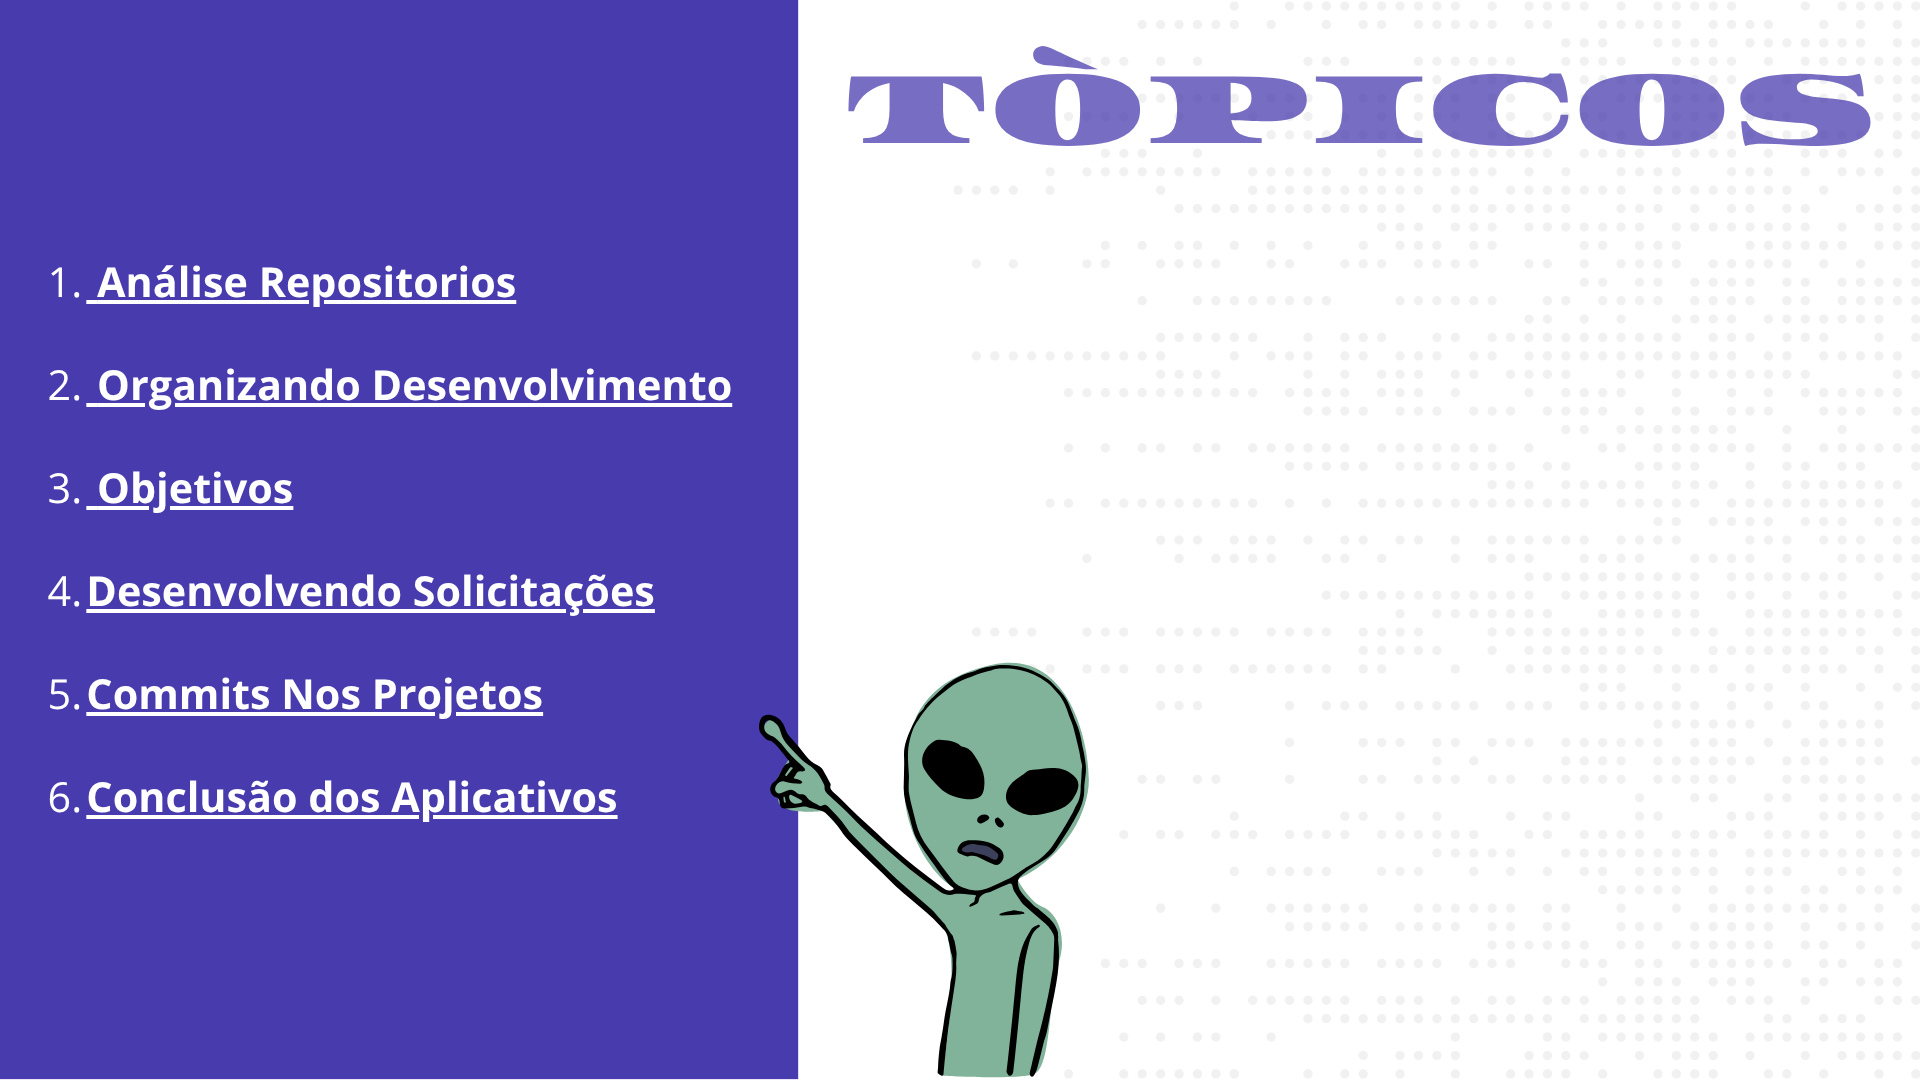 TÒPICOS
1. Análise Repositorios
2. Organizando Desenvolvimento
3. Objetivos
4. Desenvolvendo Solicitações
5. Commits Nos Projetos
6. Conclusão dos Aplicativos